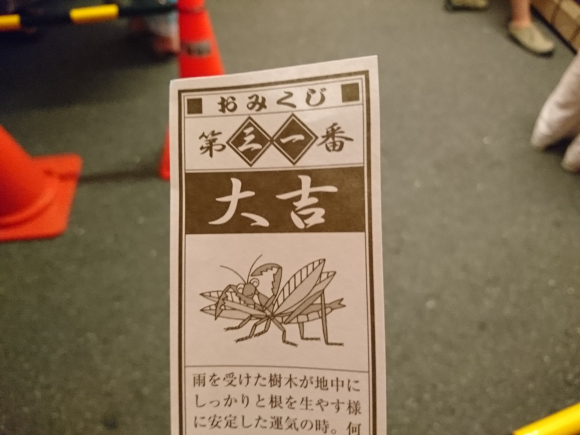 おみくじ
第三一番
大吉
雨を受けた樹木が地中に
しっかりと根を生やす様
に安定した運気の時。何